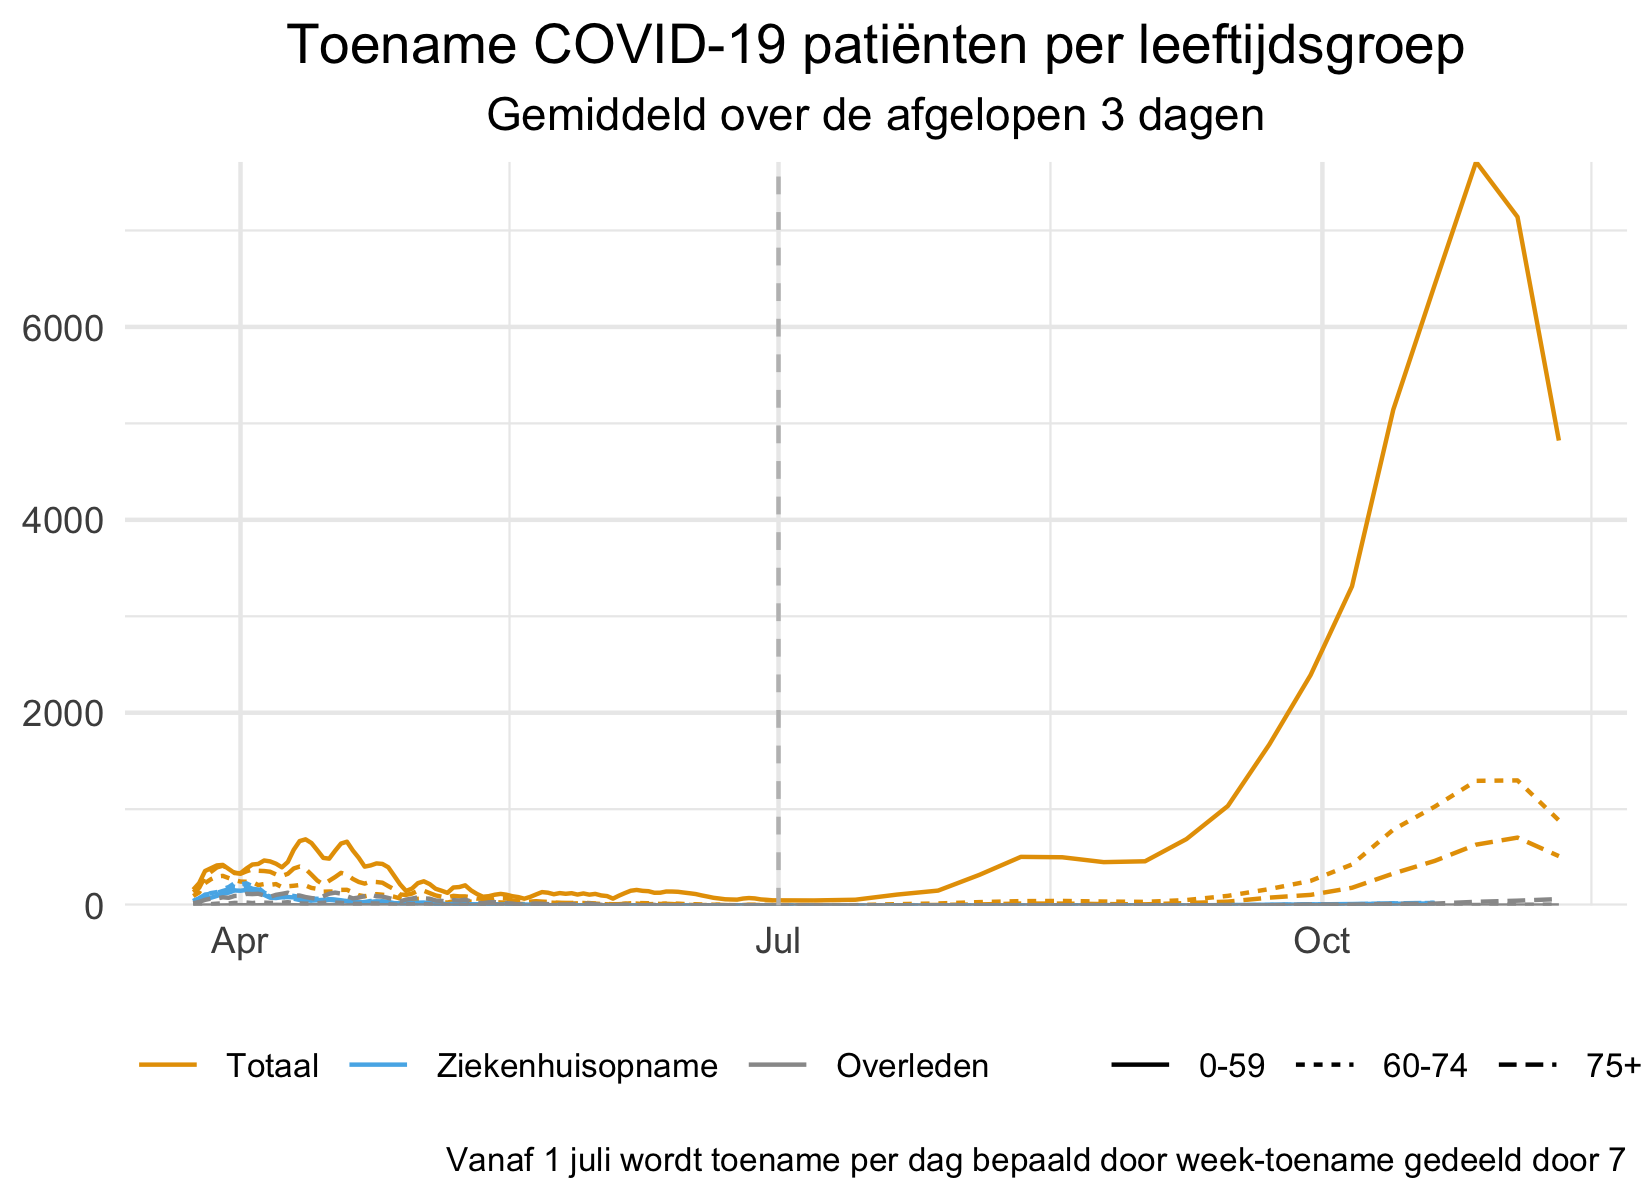 Toename COVID-19 patiënten per leeftijdsgroep
Gemiddeld over de afgelopen 3 dagen
6000
4000
2000
0
Apr Jul Oct
Totaal Ziekenhuisopname Overleden 0-59 60-74 75+
Vanaf 1 juli wordt toename per dag bepaald door week-toename gedeeld door 7